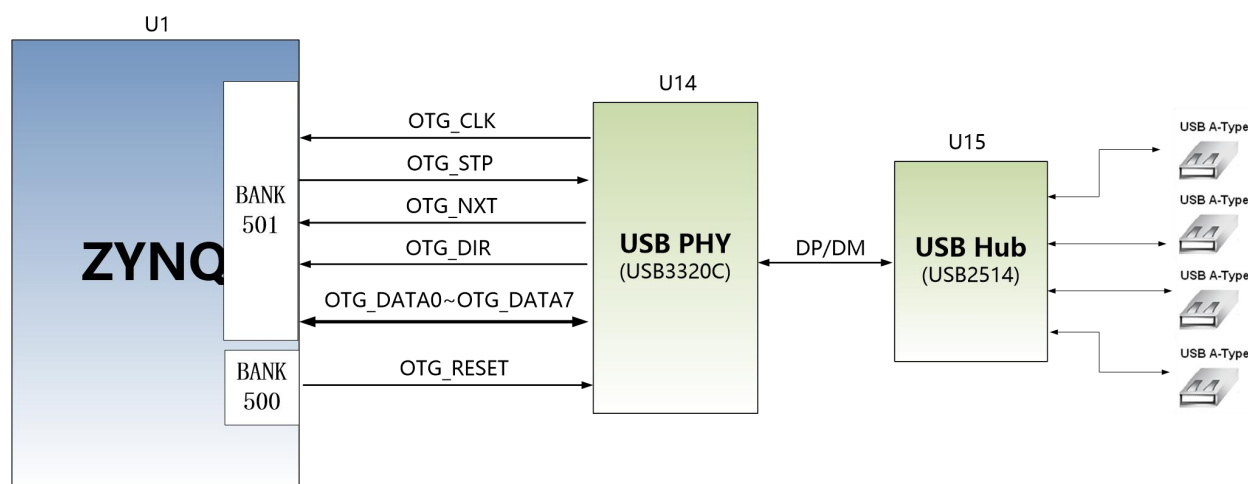 U1
ZYNQ
BANK
501
BANK
500
OTG_CLK
OTG_STP
OTG_NXT
OTG_DIR
OTG_DATA0~OTG_DATA7
OTG_RESET
U14
USB PHY
(USB3320C)
DP/DM
U15
USB Hub
(USB2514)
USB A-Type
USB A-Type
USB A-Type
USB A-Type